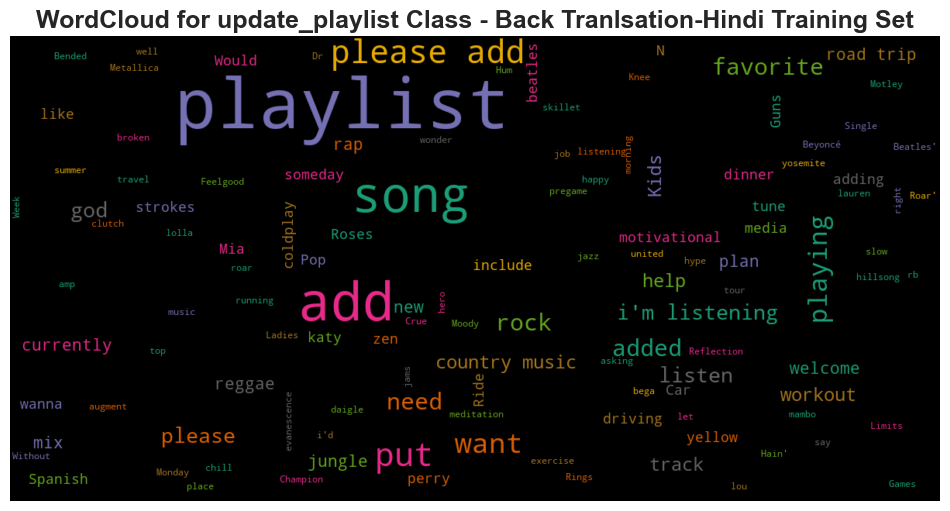 WordCloud for update_playlist Class - Back Tranlsation-Hindi Training Set
Bended
well
Would
Dr
please add
beatles
N
road trip
Metallica
Hum
Knee
favorite
Motley
like
playlist
skillet
Guns
broken
rap
wonder
job
listening
morning
Single
Beyoncé
Beatles'
summer
travel
Feelgood
someday
pregame
happy
Kids
dinner
yosemite
adding
lauren
right
Roar'
Week
god
clutch
strokes
song
tune
lolla
coldplay
Roses
motivational
media
playing
Mia
Pop
include
jazz
united
hype
plan
slow
hillsong
rb
amp
roar
help
tour
running
music
add
new
hero
Crue
Moody
rock
i'm listening
Ladies
katy
zen
currently
top
added
Reflection
asking
country music
listen
welcome
reggae
jams
Ride
bega
Car
workout
wanna
augment
evanescence
daigle
need
meditation
driving
let
mambo
Limits
mix
please
i'd
put
want
yellow
say
Without
Hain'
Spanish
Monday
chill
jungle
exercise
track
place
Champion
perry
Rings
lou
Games